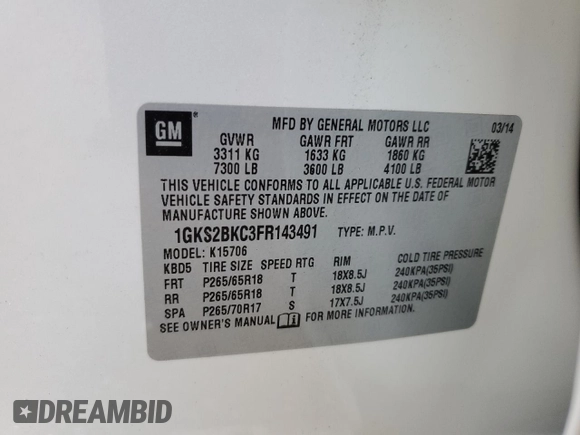 GM ®
MFD BY GENERAL MOTORS LLC 03/14
GVWR GAWR FRT GAWR RR
3311 KG 1633 KG 1860 KG
7300 LB 3600 LB 4100 LB
THIS VEHICLE CONFORMS TO ALL APPLICABLE U.S. FEDERAL MOTOR
VEHICLE SAFETY STANDARDS IN EFFECT ON THE DATE OF
MANUFACTURE SHOWN ABOVE.
1GKS2BKC3FR143491 TYPE: M.P.V.
MODEL: K15706
KBD5 TIRE SIZE SPEED RTG RIM COLD TIRE PRESSURE
FRT P265/65R18 T 18X8.5J 240KPA(35PSI)
RR P265/65R18 T 18X8.5J 240KPA(35PSI)
SPA P265/70R17 S 17X7.5J 240KPA(35PSI)
SEE OWNER'S MANUAL FOR MORE INFORMATION.
DREAMBID